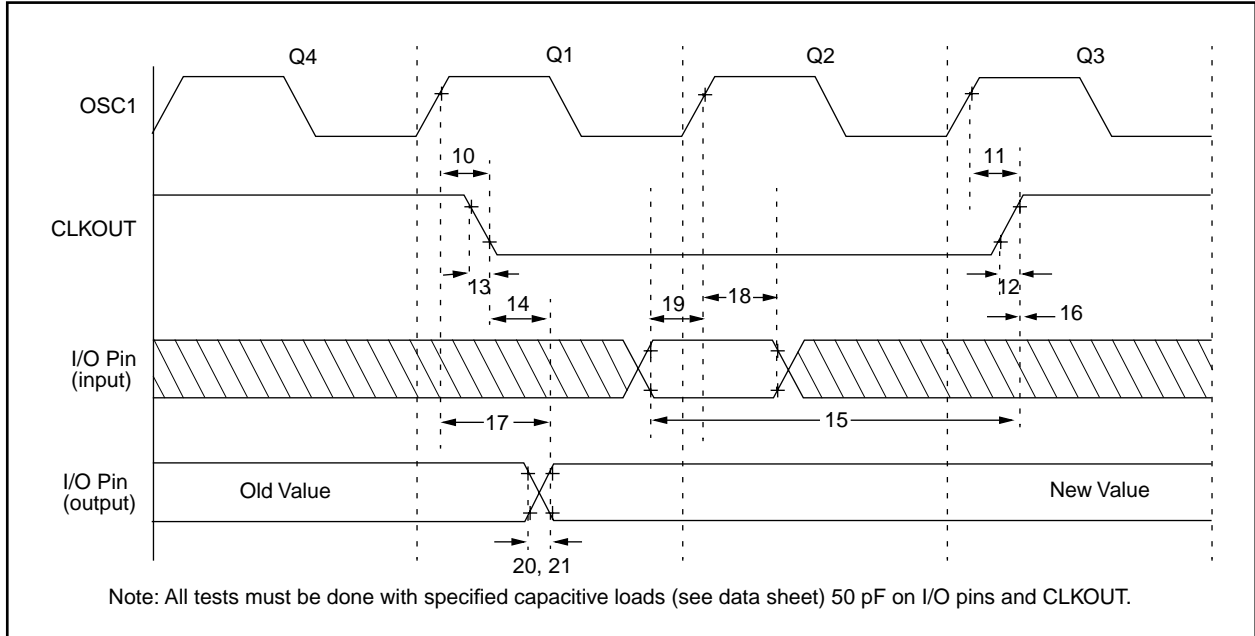 Q4 Q1 Q2 Q3
OSC1
10 11
CLKOUT
13 12
14 19 18 16
I/O Pin
(input)
17 15
I/O Pin
(output)
Old Value New Value
20, 21
Note: All tests must be done with specified capacitive loads (see data sheet) 50 pF on I/O pins and CLKOUT.